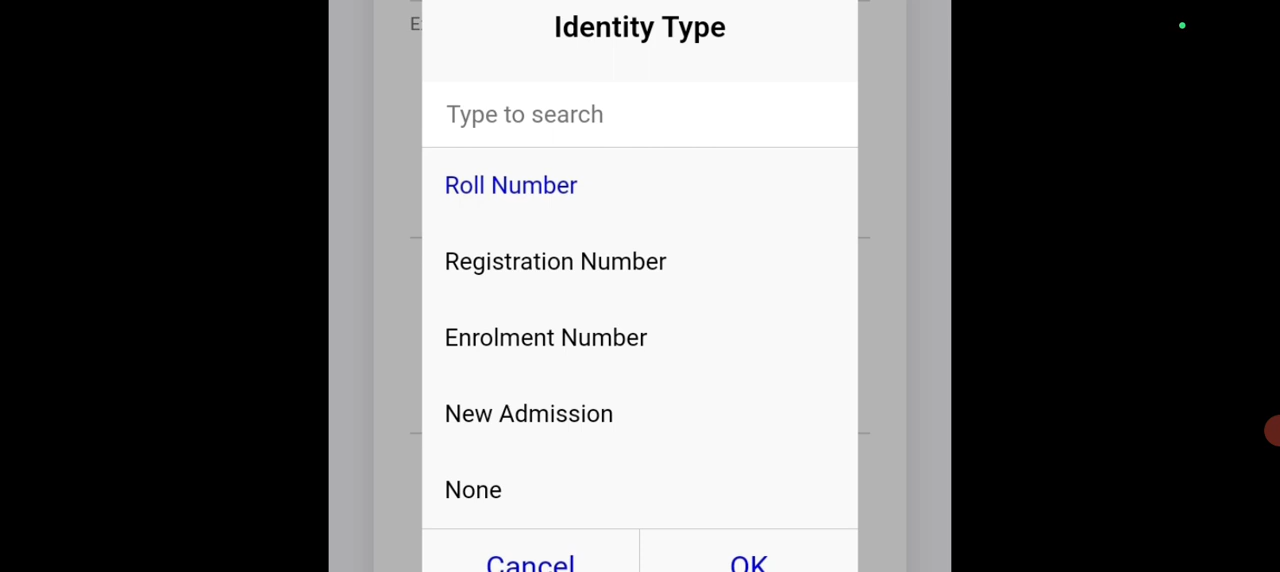 Identity Type
Type to search
Roll Number
Registration Number
Enrolment Number
New Admission
None
Cancel
OK